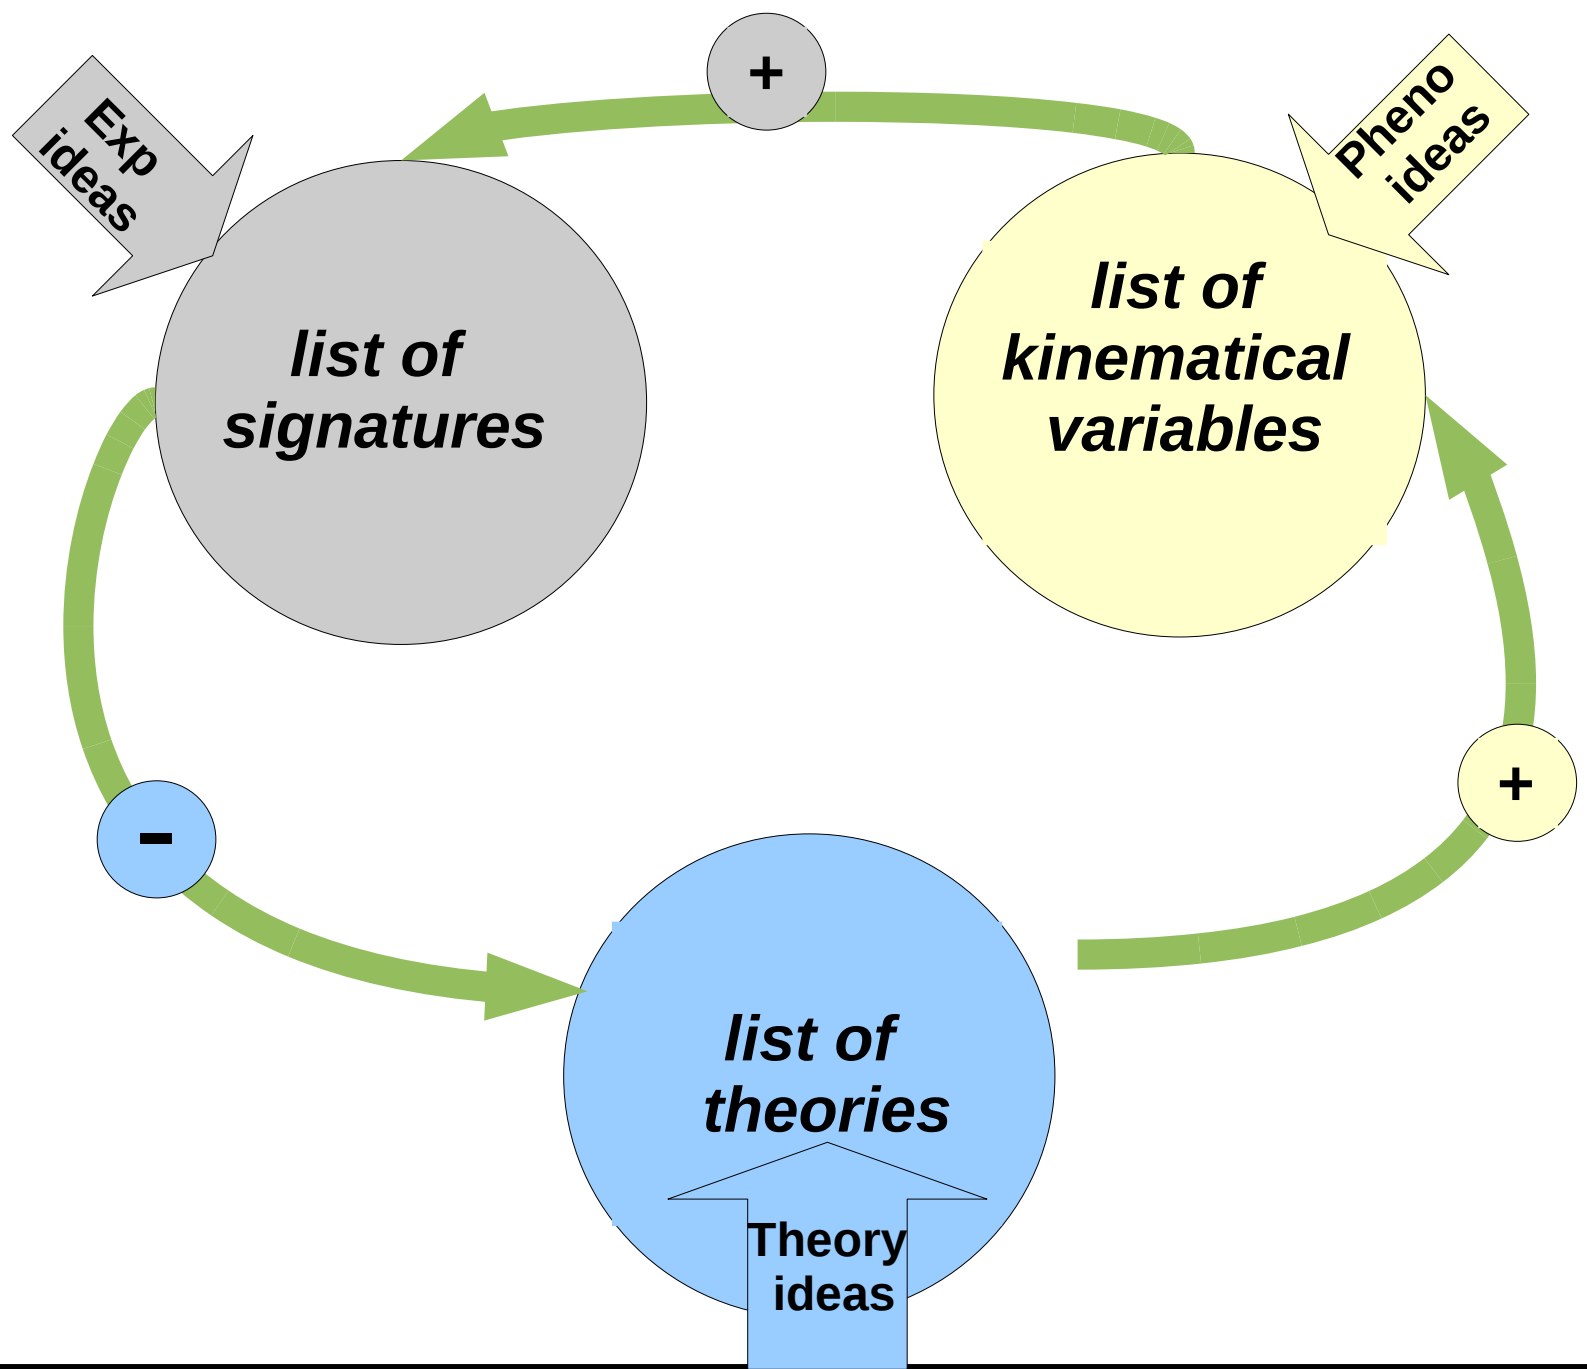 +
Exp
ideas
Pheno
ideas
list of
signatures
list of
kinematical
variables
+
-
list of
theories
Theory
ideas